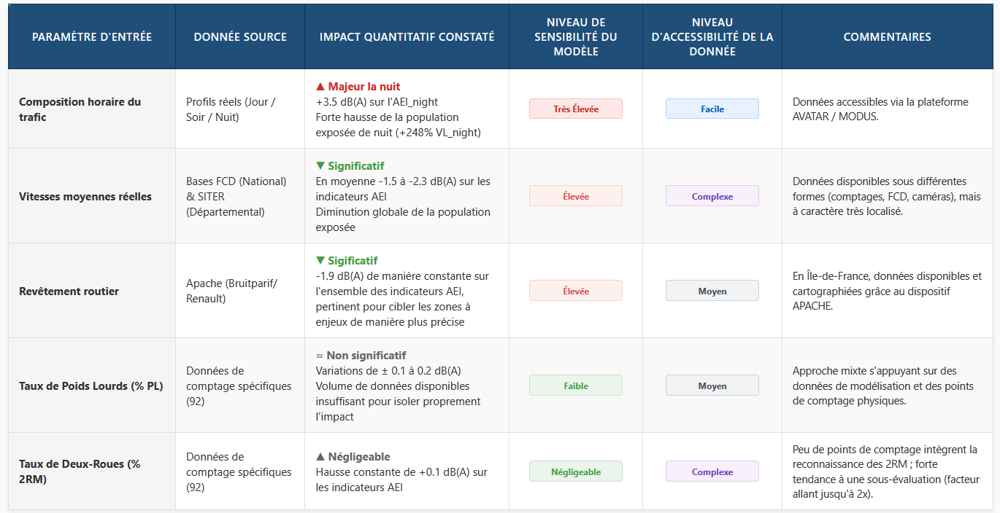 PARAMÈTRE D'ENTRÉE
DONNÉE SOURCE
IMPACT QUANTITATIF CONSTATÉ
NIVEAU DE
SENSIBILITÉ DU
MODÈLE
NIVEAU
D'ACCESSIBILITÉ DE LA
DONNÉE
COMMENTAIRES
Composition horaire du
trafic
Profils réels (Jour /
Soir / Nuit)
▲ Majeur la nuit
+3.5 dB(A) sur l'AEI_night
Forte hausse de la population
exposée de nuit (+248% VL_night)
Très Élevée
Facile
Données accessibles via la plateforme
AVATAR / MODUS.
Vitesses moyennes réelles
Bases FCD (National)
& SITER
(Départemental)
▼ Significatif
En moyenne -1.5 à -2.3 dB(A) sur les
indicateurs AEI
Diminution globale de la population
exposée
Élevée
Complexe
Données disponibles sous différentes
formes (comptages, FCD, caméras), mais
à caractère très localisé.
Revêtement routier
Apache (Bruitparif/
Renault)
▼ Sigificatif
-1.9 dB(A) de manière constante sur
l'ensemble des indicateurs AEI,
pertinent pour cibler les zones à
enjeux de manière plus précise
Élevée
Moyen
En Île-de-France, données disponibles et
cartographiées grâce au dispositif
APACHE.
Taux de Poids Lourds (% PL)
Données de
comptage spécifiques
(92)
≈ Non significatif
Variations de ± 0.1 à 0.2 dB(A)
Volume de données disponibles
insuffisant pour isoler proprement
l'impact
Faible
Moyen
Approche mixte s'appuyant sur des
données de modélisation et des points
de comptage physiques.
Taux de Deux-Roues (%
2RM)
Données de
comptage spécifiques
(92)
▲ Négligeable
Hausse constante de +0.1 dB(A) sur
les indicateurs AEI
Négligeable
Complexe
Peu de points de comptage intègrent la
reconnaissance des 2RM ; forte
tendance à une sous-évaluation (facteur
allant jusqu'à 2x).